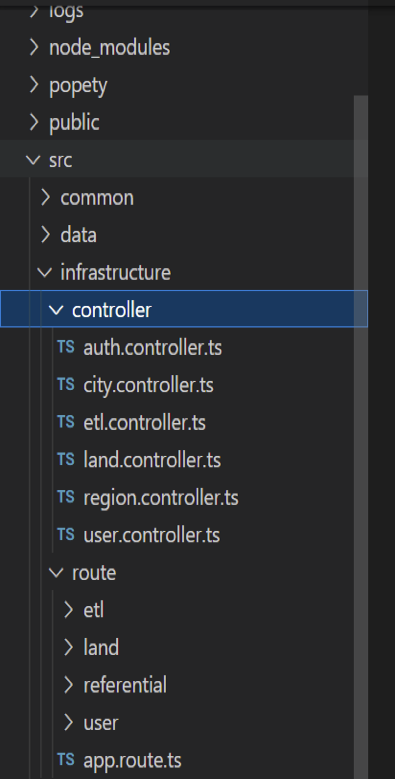 logs
node_modules
popety
public
src
common
data
infrastructure
controller
TS auth.controller.ts
TS city.controller.ts
TS etl.controller.ts
TS land.controller.ts
TS region.controller.ts
TS user.controller.ts
route
etl
land
referential
user
TS app.route.ts